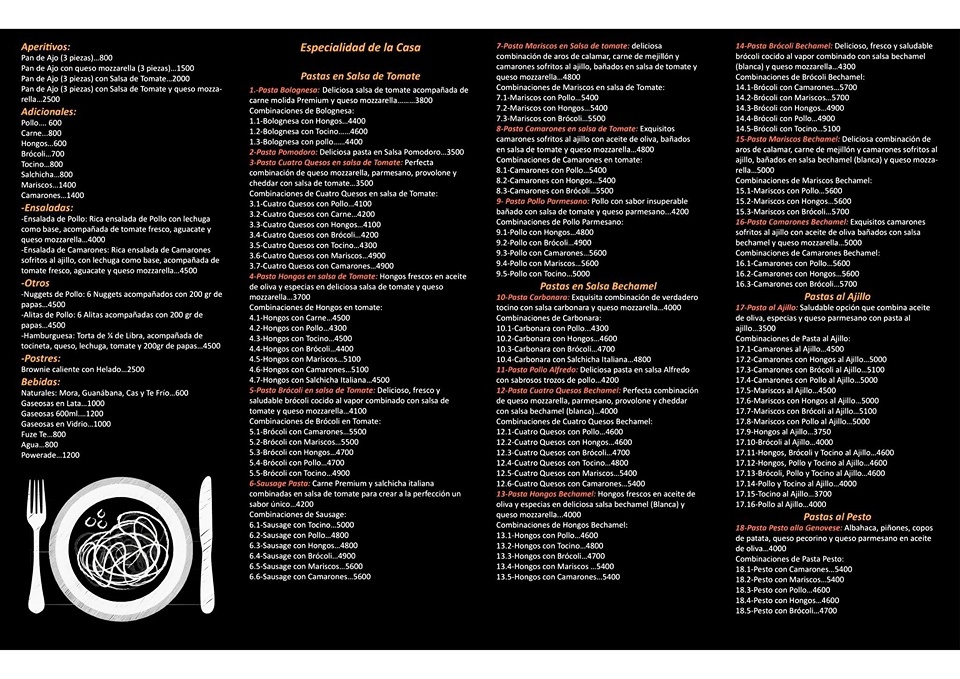 Aperitivos:
Pan de Ajo (3 piezas)...800
Pan de Ajo con queso mozzarella (3 piezas)...1500
Pan de Ajo (3 piezas) con Salsa de Tomate...2000
Pan de Ajo (3 piezas) con Salsa de Tomate y queso mozza-
rella...2500
Adicionales:
Pollo.... 600
Carne...800
Hongos...600
Brócoli...700
Tocino...800
Salchicha...800
Mariscos...1400
Camarones...1400
-Ensaladas:
-Ensalada de Pollo: Rica ensalada de Pollo con lechuga
como base, acompañada de tomate fresco, aguacate y
queso mozzarella...4000
-Ensalada de Camarones: Rica ensalada de Camarones
sofritos al ajillo, con lechuga como base, acompañada de
tomate fresco, aguacate y queso mozzarella...4500
-Otros
-Nuggets de Pollo: 6 Nuggets acompañados con 200 gr de
papas...4500
-Alitas de Pollo: 6 Alitas acompañadas con 200 gr de
papas...4500
-Hamburguesa: Torta de ¼ de Libra, acompañada de
tocineta, queso, lechuga, tomate y 200gr de papas...4500
-Postres:
Brownie caliente con Helado...2500
Bebidas:
Naturales: Mora, Guanábana, Cas y Té Frío...600
Gaseosas en Lata...1000
Gaseosas 600ml....1200
Gaseosas en Vidrio...1000
Fuze Te...800
Agua...800
Powerade...1200
Especialidad de la Casa
Pastas en Salsa de Tomate
1.-Pasta Bolognesa: Deliciosa salsa de tomate acompañada de
carne molida Premium y queso mozzarella.........3800
Combinaciones de Bolognesa:
1.1-Bolognesa con Hongos...4400
1.2-Bolognesa con Tocino......4600
1.3-Bolognesa con pollo......4400
2-Pasta Pomodoro: Deliciosa pasta en Salsa Pomodoro...3500
3-Pasta Cuatro Quesos en salsa de Tomate: Perfecta
combinación de queso mozzarella, parmesano, provolone y
cheddar con salsa de tomate...3500
Combinaciones de Cuatro Quesos en salsa de Tomate:
3.1-Cuatro Quesos con Pollo...4100
3.2-Cuatro Quesos con Carne...4200
3.3-Cuatro Quesos con Hongos...4100
3.4-Cuatro Quesos con Brócoli...4200
3.5-Cuatro Quesos con Tocino...4300
3.6-Cuatro Quesos con Mariscos...4900
3.7-Cuatro Quesos con Camarones...4900
4-Pasta Hongos en salsa de Tomate: Hongos frescos en aceite
de oliva y especias en deliciosa salsa de tomate y queso
mozzarella...3700
Combinaciones de Hongos en tomate:
4.1-Hongos con Carne...4500
4.2-Hongos con Pollo...4300
4.3-Hongos con Tocino...4500
4.4-Hongos con Brócoli...4400
4.5-Hongos con Mariscos...5100
4.6-Hongos con Camarones...5100
4.7-Hongos con Salchicha Italiana...4500
5-Pasta Brócoli en salsa de Tomate: Delicioso, fresco y
saludable brócoli cocido al vapor combinado con salsa de
tomate y queso mozzarella...4100
Combinaciones de Brócoli en Tomate:
5.1-Brócoli con Camarones...5500
5.2-Brócoli con Mariscos...5500
5.3-Brócoli con Hongos...4700
5.4-Brócoli con Pollo...4700
5.5-Brócoli con Tocino...4900
6-Sausage Pasta: Carne Premium y salchicha italiana
combinadas en salsa de tomate para crear a la perfección un
sabor único...4200
Combinaciones de Sausage:
6.1-Sausage con Tocino...5000
6.2-Sausage con Pollo...4800
6.3-Sausage con Hongos...4800
6.4-Sausage con Brócoli...4900
6.5-Sausage con Mariscos...5600
6.6-Sausage con Camarones...5600
7-Pasta Mariscos en Salsa de tomate: deliciosa
combinación de aros de calamar, carne de mejillón y
camarones sofritos al ajillo, bañados en salsa de tomate y
queso mozzarella...4800
Combinaciones de Mariscos en salsa de Tomate:
7.1-Mariscos con Pollo...5400
7.2-Mariscos con Hongos...5400
7.3-Mariscos con Brócoli...5500
8-Pasta Camarones en salsa de Tomate: Exquisitos
camarones sofritos al ajillo con aceite de oliva, bañados
en salsa de tomate y queso mozzarella...4800
Combinaciones de Camarones en tomate:
8.1-Camarones con Pollo...5400
8.2-Camarones con Hongos...5400
8.3-Camarones con Brócoli...5500
9- Pasta Pollo Parmesano: Pollo con sabor insuperable
bañado con salsa de tomate y queso parmesano...4200
Combinaciones de Pollo Parmesano:
9.1-Pollo con Hongos...4800
9.2-Pollo con Brócoli...4900
9.3-Pollo con Camarones...5600
9.4-Pollo con Mariscos...5600
9.5-Pollo con Tocino...5000
Pastas en Salsa Bechamel
10-Pasta Carbonara: Exquisita combinación de verdadero
tocino con salsa carbonara y queso mozzarella...4000
Combinaciones de Carbonara:
10.1-Carbonara con Pollo...4300
10.2-Carbonara con Hongos...4600
10.3-Carbonara con Brócoli...4700
10.4-Carbonara con Salchicha Italiana...4800
11-Pasta Pollo Alfredo: Deliciosa pasta en salsa Alfredo
con sabrosos trozos de pollo...4200
12-Pasta Cuatro Quesos Bechamel: Perfecta combinación
de queso mozzarella, parmesano, provolone y cheddar
con salsa bechamel (blanca)...4000
Combinaciones de Cuatro Quesos Bechamel:
12.1-Cuatro Quesos con Pollo...4600
12.2-Cuatro Quesos con Hongos...4600
12.3-Cuatro Quesos con Brócoli...4700
12.4-Cuatro Quesos con Tocino...4800
12.5-Cuatro Quesos con Mariscos...5400
12.6-Cuatro Quesos con Camarones...5400
13-Pasta Hongos Bechamel: Hongos frescos en aceite de
oliva y especias en deliciosa salsa bechamel (Blanca) y
queso mozzarella...4000
Combinaciones de Hongos Bechamel:
13.1-Hongos con Pollo...4600
13.2-Hongos con Tocino...4800
13.3-Hongos con Brócoli...4700
13.4-Hongos con Mariscos ...5400
13.5-Hongos con Camarones...5400
14-Pasta Brócoli Bechamel: Delicioso, fresco y saludable
brócoli cocido al vapor combinado con salsa bechamel
(blanca) y queso mozzarella...4300
Combinaciones de Brócoli Bechamel:
14.1-Brócoli con Camarones...5700
14.2-Brócoli con Mariscos...5700
14.3-Brócoli con Hongos...4900
14.4-Brócoli con Pollo...4900
14.5-Brócoli con Tocino...5100
15-Pasta Mariscos Bechamel: Deliciosa combinación de
aros de calamar, carne de mejillón y camarones sofritos al
ajillo, bañados en salsa bechamel (blanca) y queso mozza-
rella...5000
Combinaciones de Mariscos Bechamel:
15.1-Mariscos con Pollo...5600
15.2-Mariscos con Hongos...5600
15.3-Mariscos con Brócoli...5700
16-Pasta Camarones Bechamel: Exquisitos camarones
sofritos al ajillo con aceite de oliva bañados con salsa
bechamel y queso mozzarella...5000
Combinaciones de Camarones Bechamel:
16.1-Camarones con Pollo...5600
16.2-Camarones con Hongos...5600
16.3-Camarones con Brócoli...5700
Pastas al Ajillo
17-Pasta al Ajillo: Saludable opción que combina aceite
de oliva, especias y queso parmesano con pasta al
ajillo...3500
Combinaciones de Pasta al Ajillo:
17.1-Camarones al Ajillo...4500
17.2-Camarones con Hongos al Ajillo...5000
17.3-Camarones con Brócoli al Ajillo...5100
17.4-Camarones con Pollo al Ajillo...5000
17.5-Mariscos al Ajillo...4500
17.6-Mariscos con Hongos al Ajillo...5000
17.7-Mariscos con Brócoli al Ajillo...5100
17.8-Mariscos con Pollo al Ajillo...5000
17.9-Hongos al Ajillo...3750
17.10-Brócoli al Ajillo...4000
17.11-Hongos, Brócoli y Tocino al Ajillo...4600
17.12-Hongos, Pollo y Tocino al Ajillo...4600
17.13-Brócoli, Pollo y Tocino al Ajillo...4600
17.14-Pollo y Tocino al Ajillo...4000
17.15-Tocino al Ajillo...3700
17.16-Pollo al Ajillo...4000
Pastas al Pesto
18-Pasta Pesto alla Genovese: Albahaca, piñones, copos
de patata, queso pecorino y queso parmesano en aceite
de oliva...4000
Combinaciones de Pasta Pesto:
18.1-Pesto con Camarones...5400
18.2-Pesto con Mariscos...5400
18.3-Pesto con Pollo...4600
18.4-Pesto con Hongos...4600
18.5-Pesto con Brócoli...4700